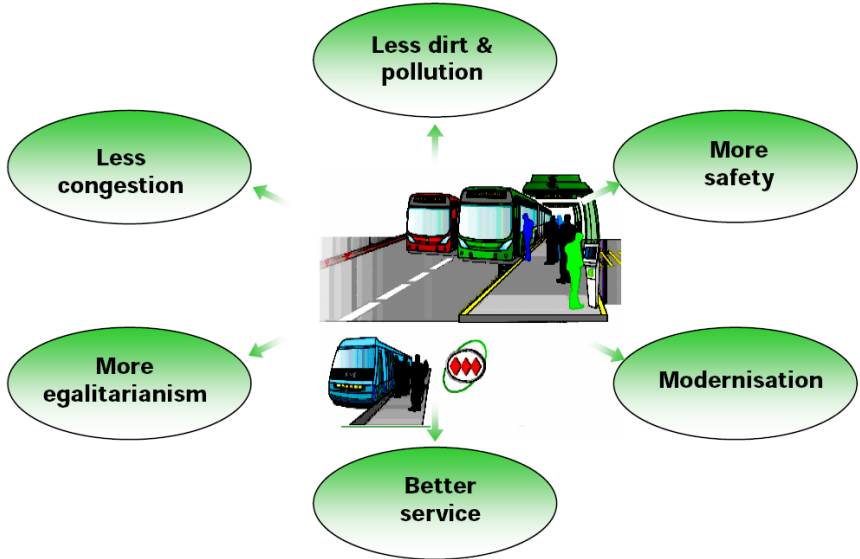 Less dirt &
pollution
Less
congestion
More
safety
More
egalitarianism
Modernisation
Better
service